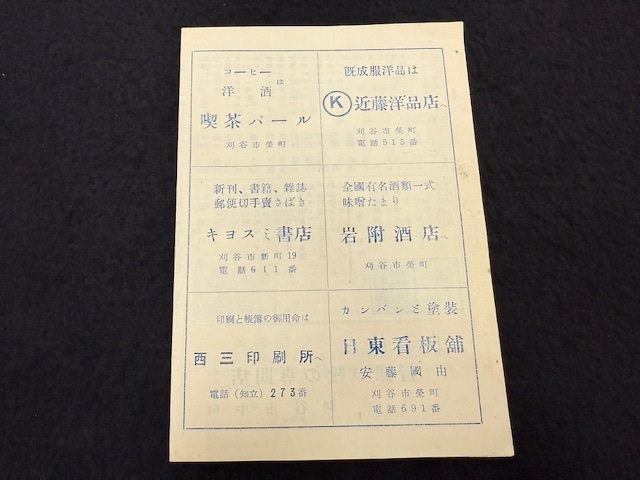 コーヒー
洋酒は
喫茶パール
刈谷市榮町
既成服洋品は
Ⓚ近藤洋品店へ
刈谷市榮町
電話515番
新刊、書籍、雑誌
郵便切手賣さばき
キヨスミ書店
刈谷市新町19
電話611番
全國有名酒類一式
味噌たまり
岩附酒店へ
刈谷市榮町
印刷と帳簿の御用命は
西三印刷所へ
電話(知立)273番
カンバンと塗装
日東看板舗
安藤國由
刈谷市榮町
電話691番